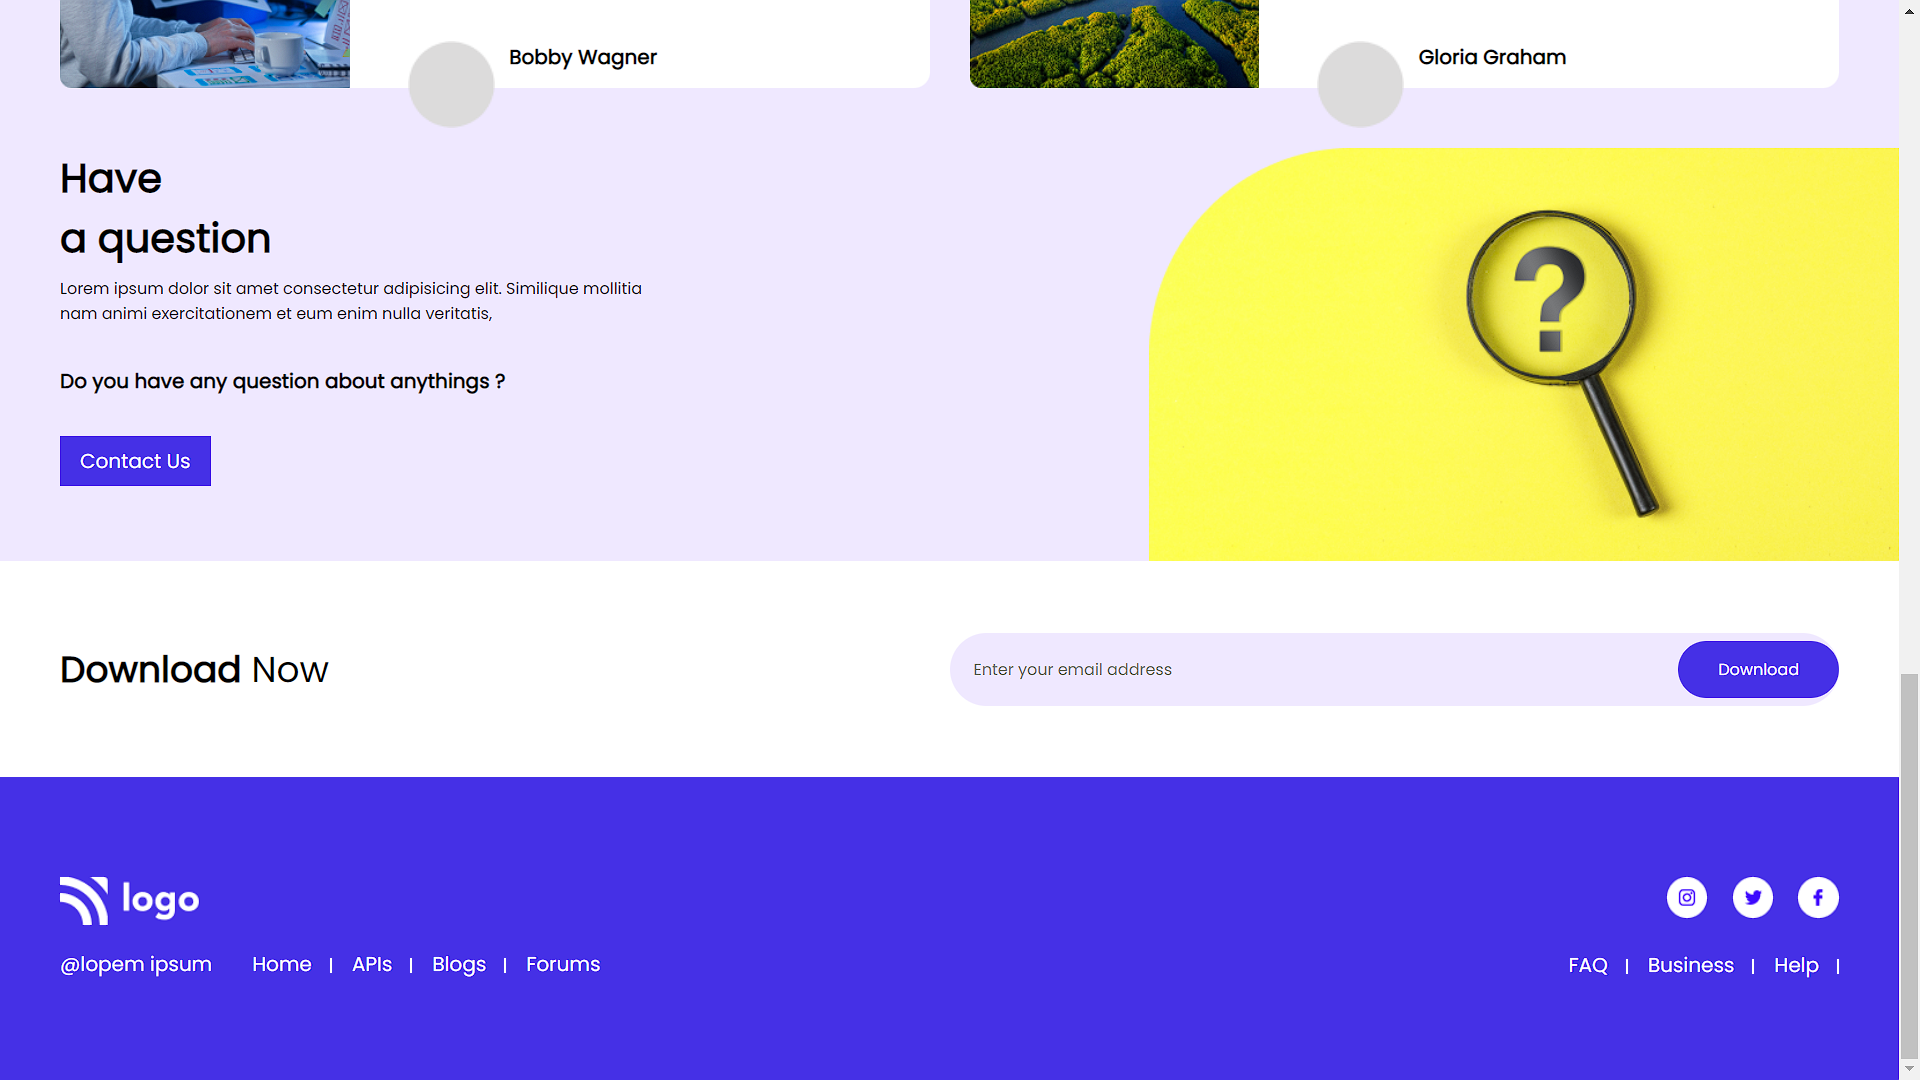 Bobby Wagner
Gloria Graham
Have
a question
Lorem ipsum dolor sit amet consectetur adipisicing elit. Similique mollitia
nam animi exercitationem et eum enim nulla veritatis,
Do you have any question about anythings ?
Contact Us
?
Download Now
Enter your email address
Download
logo
@lopem ipsum
Home | APIs | Blogs | Forums
FAQ | Business | Help |